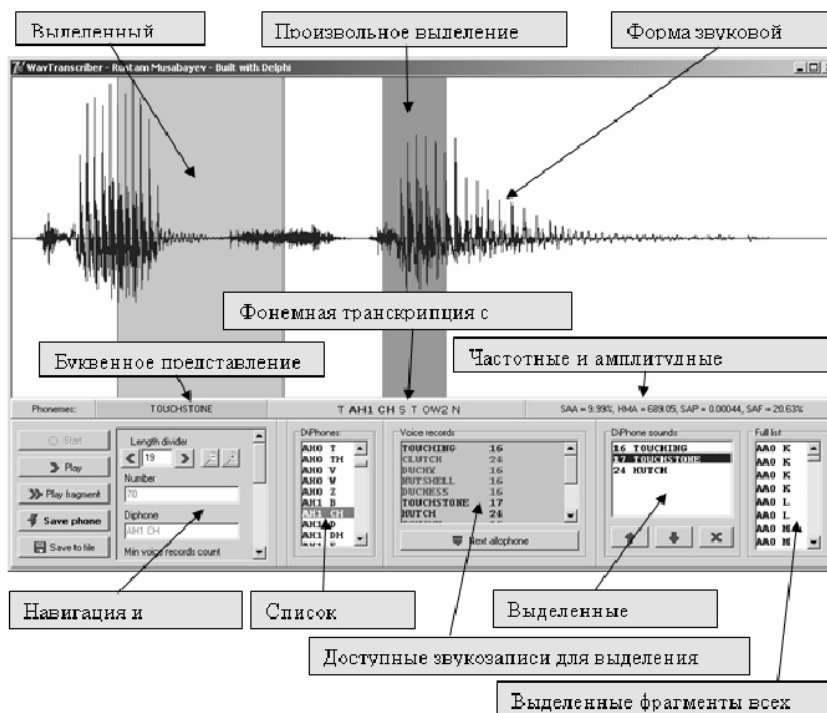 Выделенный
Произвольное выделение
Форма звуковой
WavTranscriber - Rustam Musabayev - Built with Delphi
Фонемная транскрипция с
Буквенное представление
Частотные и амплитудные
Phonemes:
TOUCHSTONE
T AH1 CH S T OW2 N
SAA = 9.99%, HMA = 689.05, SAP = 0.00044, SAF = 20.63%
Start
Play
Play fragment
Save phone
Save to file
Length divider
19
Number
70
Diphone
AH1 CH
Min voice records count
DiPhones
AH0 T
AH0 TH
AH0 V
AH0 W
AH0 Z
AH1 B
AH1 CH
AH1 D
AH1 DH
Voice records
TOUCHING 16
CLUTCH 24
DUCHY 16
NUTSHELL 16
DUCHESS 16
TOUCHSTONE 17
HUTCH 24
Next allophone
DiPhone sounds
16 TOUCHING
17 TOUCHSTONE
24 HUTCH
Full list
AA0 K
AA0 K
AA0 K
AA0 K
AA0 L
AA0 L
AA0 M
AA0 M
Навигация и
Список
Выделенные
Доступные звукозаписи для выделения
Выделенные фрагменты всех